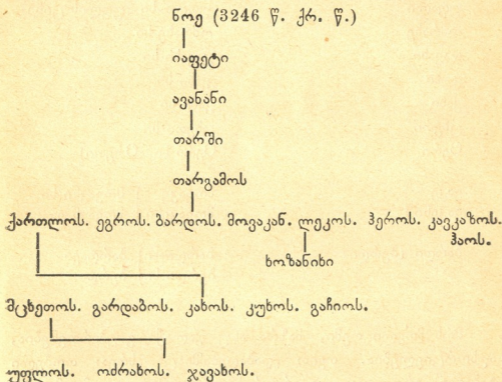 ნოე (3246 წ. ქრ. წ.)
იაფეტი
ავანანი
თარში
თარგამოს
ქართლოს. ეგროს. ბარდოს. მოვაკან. ლეკოს. ჰეროს. კავკაზოს.
ჰაოს.
ხოზანიხი
მცხეთოს. გარდაბოს. კახოს. კუხოს. გაჩიოს.
უფლოს. ოძრახოს. ჯავახოს.